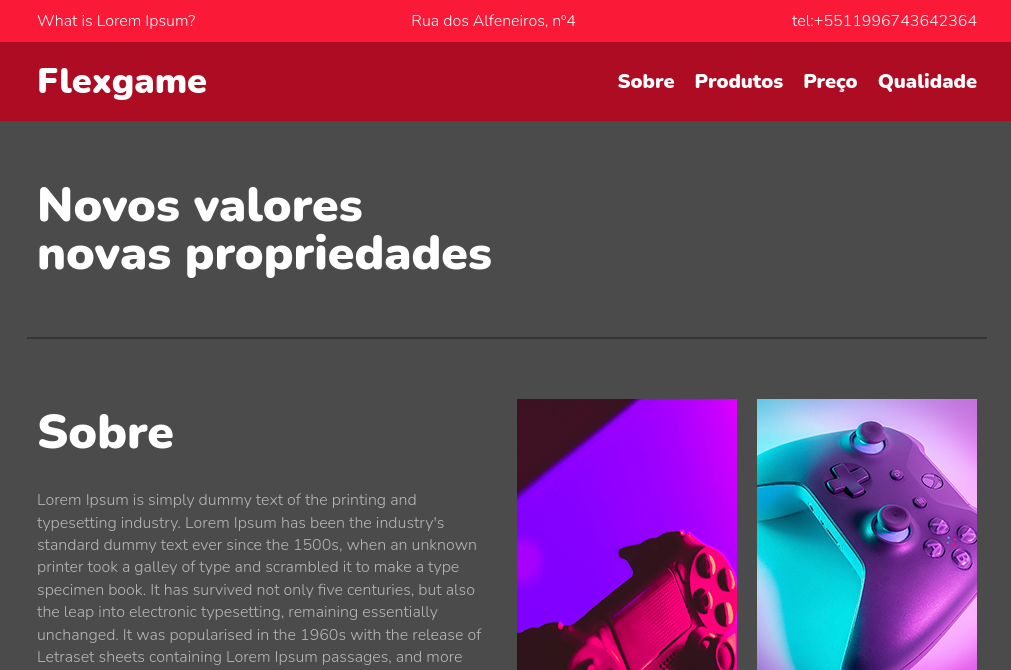 What is Lorem Ipsum?
Rua dos Alfeneiros, nº4
tel:+5511996743642364
Flexgame
Sobre
Produtos
Preço
Qualidade
Novos valores
novas propriedades
Sobre
Lorem Ipsum is simply dummy text of the printing and
typesetting industry. Lorem Ipsum has been the industry's
standard dummy text ever since the 1500s, when an unknown
printer took a galley of type and scrambled it to make a type
specimen book. It has survived not only five centuries, but also
the leap into electronic typesetting, remaining essentially
unchanged. It was popularised in the 1960s with the release of
Letraset sheets containing Lorem Ipsum passages, and more
Y
X
A
B